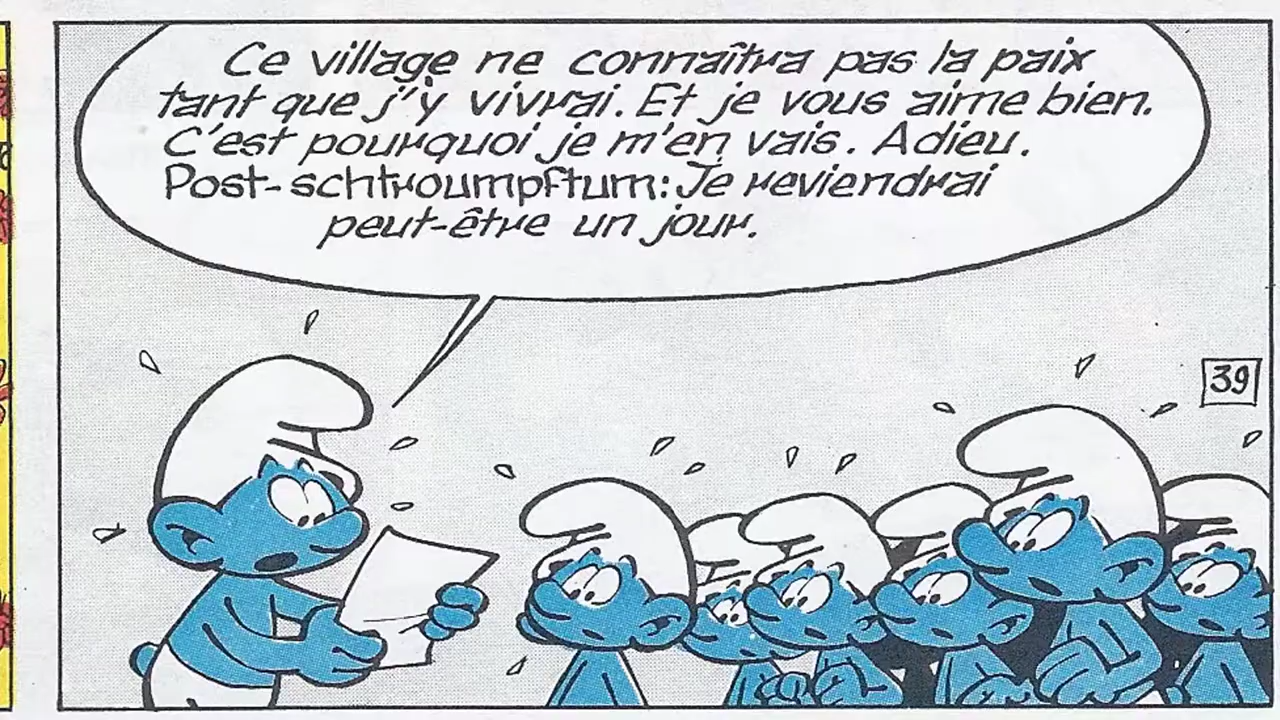 Ce village ne connaîtra pas la paix
tant que j'y vivrai. Et je vous aime bien.
C'est pourquoi je m'en vais. Adieu.
Post-schtroumpftum: Je reviendrai
peut-être un jour.
39